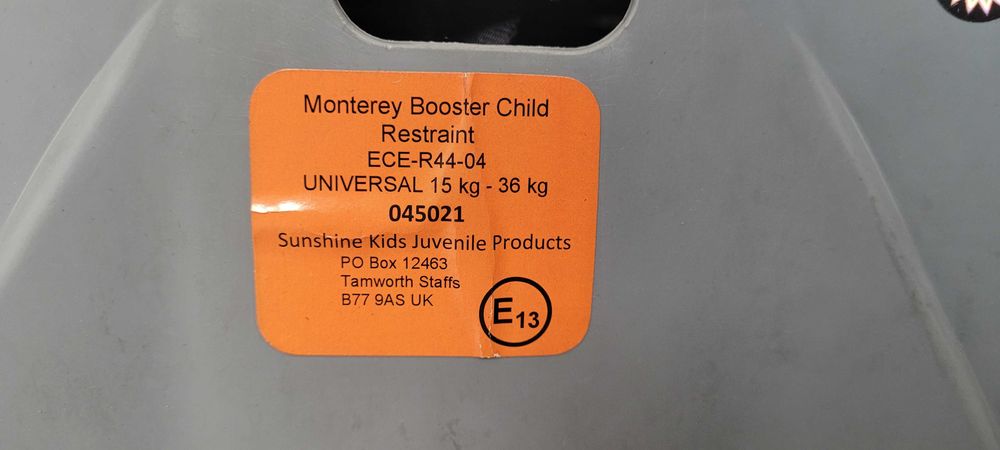 Monterey Booster Child
Restraint
ECE-R44-04
UNIVERSAL 15 kg - 36 kg
045021
Sunshine Kids Juvenile Products
PO Box 12463
Tamworth Staffs
B77 9AS UK
E13